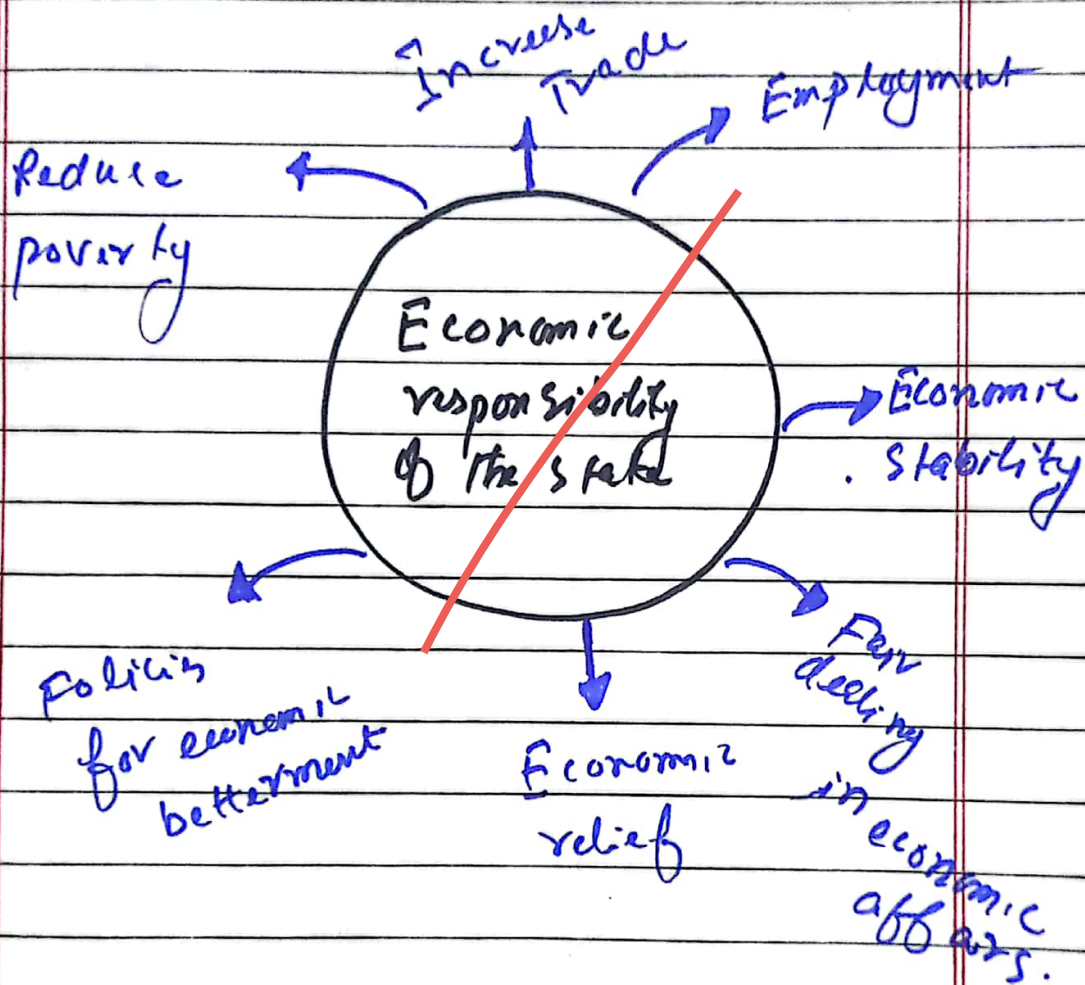 Increase
Trade
Employment
Reduce
poverty
Economic
responsibility
of the state
Economic
stability
Fair
deeling
in economic
affairs.
Economic
relief
Policies
for economic
betterment